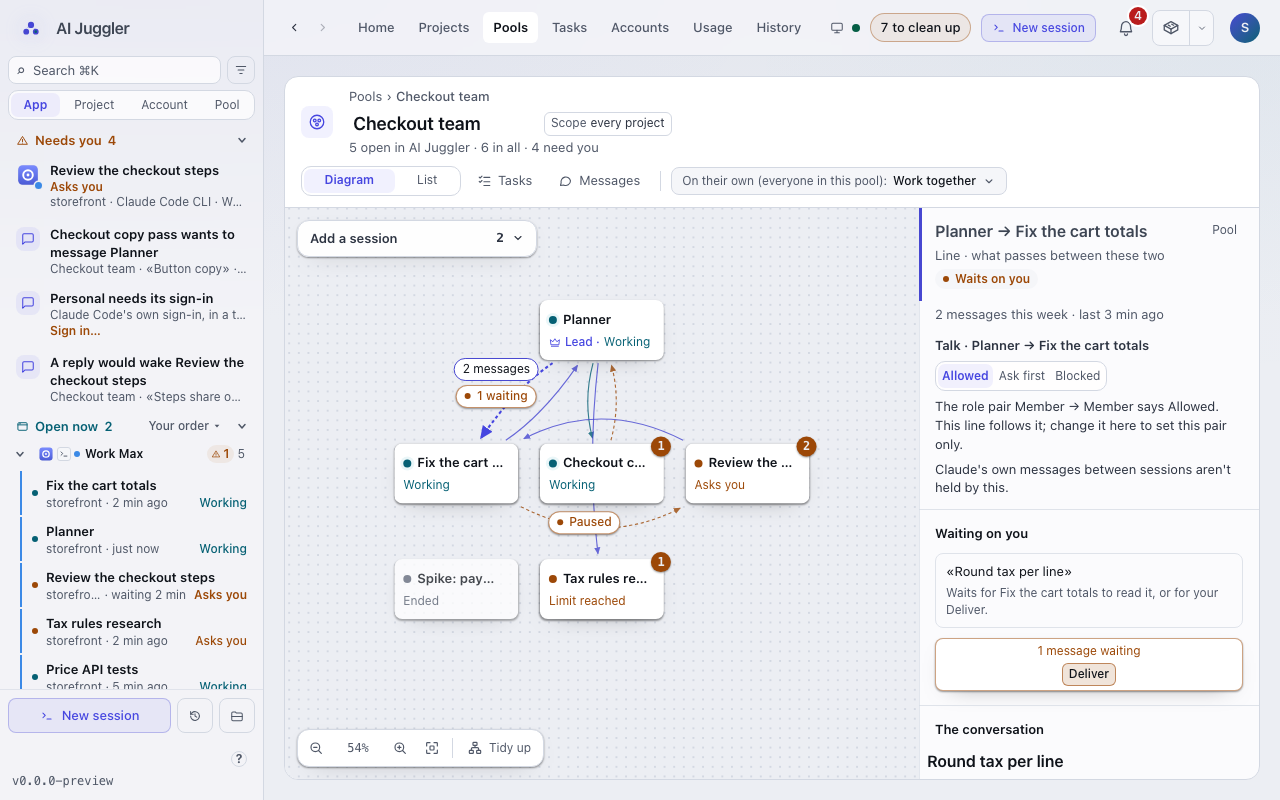 AI Juggler
Search ⌘K
App Project Account Pool
Needs you 4
Review the checkout steps
Asks you
storefront · Claude Code CLI · W…
Checkout copy pass wants to
message Planner
Checkout team · «Button copy» ·…
Personal needs its sign-in
Claude Code's own sign-in, in a t…
Sign in…
A reply would wake Review the
checkout steps
Checkout team · «Steps share o…
Open now 2 Your order
Work Max 1 5
Fix the cart totals
storefront · 2 min ago Working
Planner
storefront · just now Working
Review the checkout steps
storefro… · waiting 2 min Asks you
Tax rules research
storefront · 2 min ago Asks you
Price API tests
storefront · 5 min ago Working
New session
?
v0.0.0-preview
Home Projects Pools Tasks Accounts Usage History 7 to clean up New session 4 S
Pools › Checkout team
Checkout team Scope every project
5 open in AI Juggler · 6 in all · 4 need you
Diagram List Tasks Messages On their own (everyone in this pool): Work together
Add a session 2
Planner
Lead · Working
2 messages
1 waiting
Fix the cart …
Working
Checkout c…
Working
1
Review the …
Asks you
2
Paused
Spike: pay…
Ended
Tax rules re…
Limit reached
1
54% Tidy up
Planner → Fix the cart totals Pool
Line · what passes between these two
Waits on you
2 messages this week · last 3 min ago
Talk · Planner → Fix the cart totals
Allowed Ask first Blocked
The role pair Member → Member says Allowed.
This line follows it; change it here to set this pair
only.
Claude's own messages between sessions aren't
held by this.
Waiting on you
«Round tax per line»
Waits for Fix the cart totals to read it, or for your
Deliver.
1 message waiting
Deliver
The conversation
Round tax per line